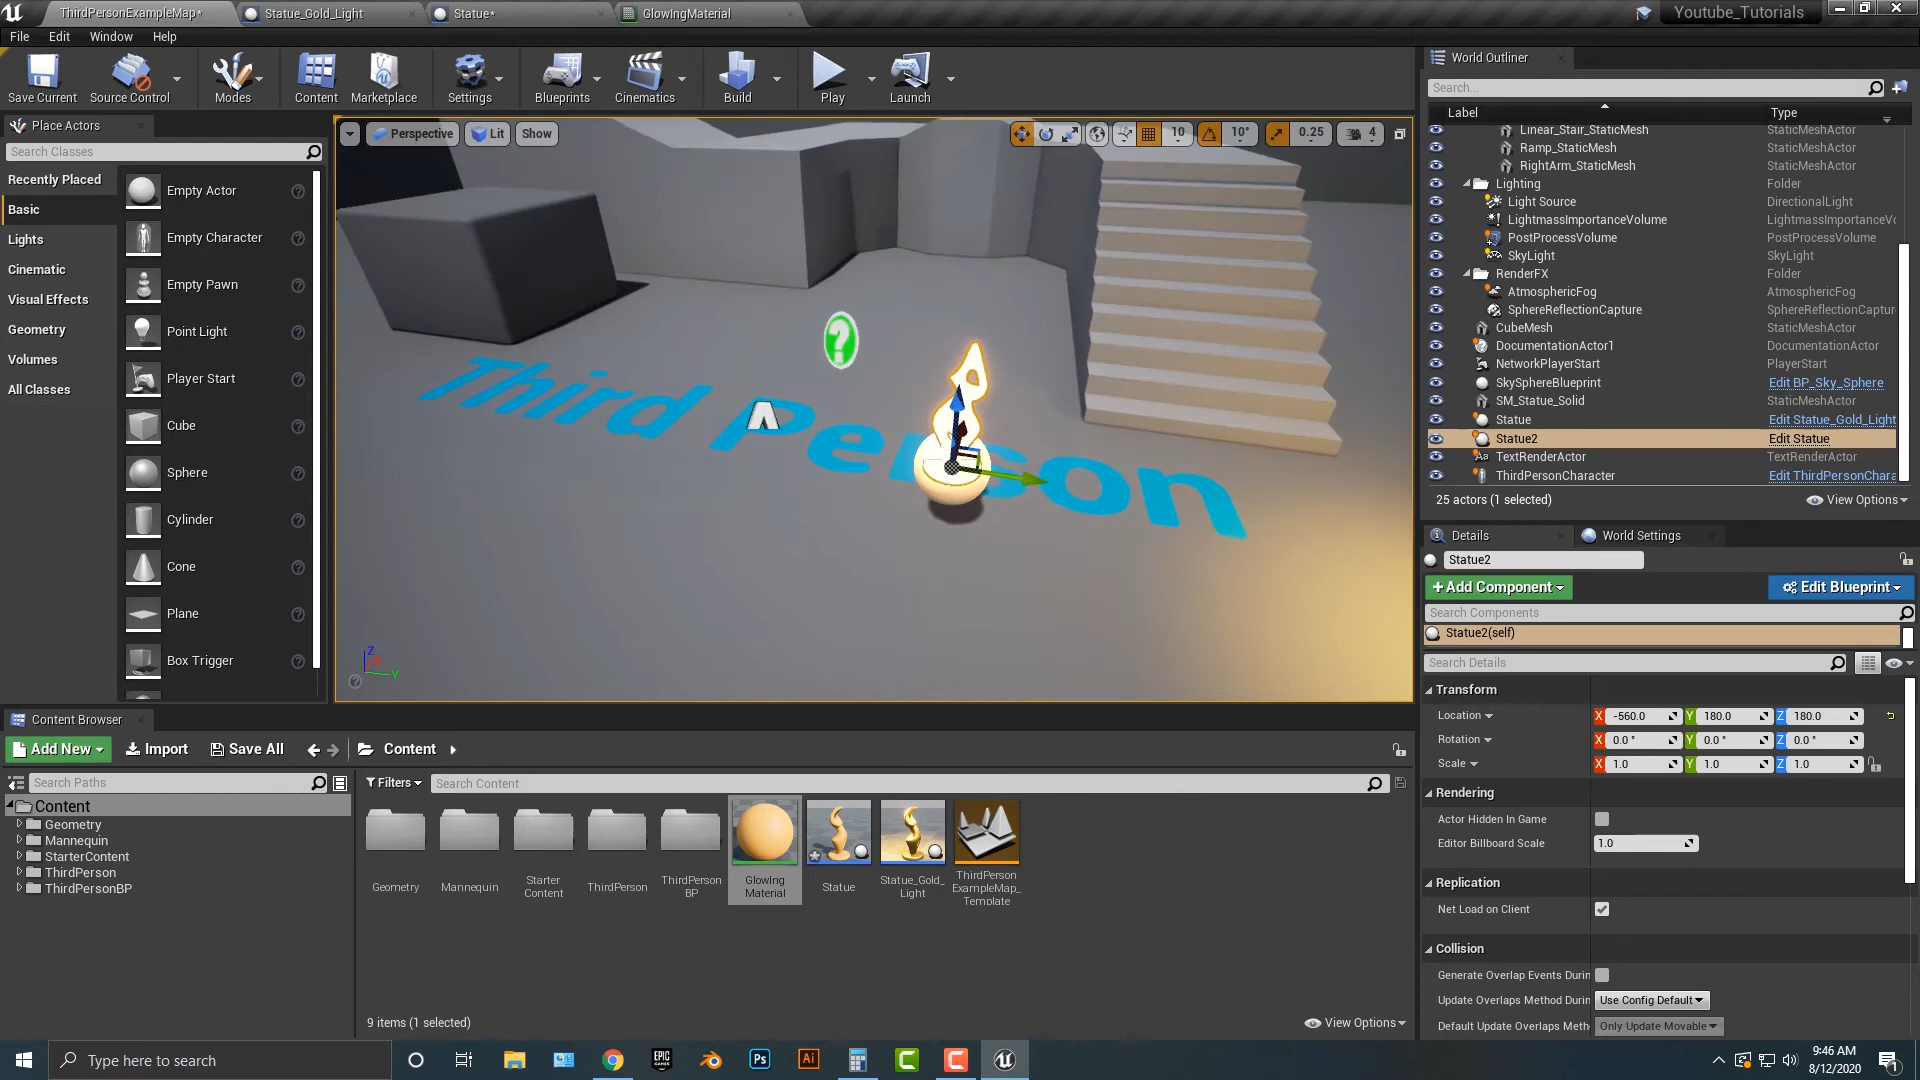 ThirdPersonExampleMap*
Statue_Gold_Light
Statue*
GlowIngMaterial
Youtube_Tutorials
File Edit Window Help
Save Current
Source Control
Modes
Content
Marketplace
Settings
Blueprints
Cinematics
Build
Play
Launch
Place Actors
Search Classes
Recently Placed
Basic
Lights
Cinematic
Visual Effects
Geometry
Volumes
All Classes
Empty Actor
Empty Character
Empty Pawn
Point Light
Player Start
Cube
Sphere
Cylinder
Cone
Plane
Box Trigger
Perspective Lit Show
10 10° 0.25 4
Third Person
Z
Y
World Outliner
Search...
Label Type
Linear_Stair_StaticMesh StaticMeshActor
Ramp_StaticMesh StaticMeshActor
RightArm_StaticMesh StaticMeshActor
Lighting Folder
Light Source DirectionalLight
LightmassImportanceVolume LightmassImportanceVo
PostProcessVolume PostProcessVolume
SkyLight SkyLight
RenderFX Folder
AtmosphericFog AtmosphericFog
SphereReflectionCapture SphereReflectionCaptur
CubeMesh StaticMeshActor
DocumentationActor1 DocumentationActor
NetworkPlayerStart PlayerStart
SkySphereBlueprint Edit BP_Sky_Sphere
SM_Statue_Solid StaticMeshActor
Statue Edit Statue_Gold_Light
Statue2 Edit Statue
TextRenderActor TextRenderActor
ThirdPersonCharacter Edit ThirdPersonChara
25 actors (1 selected) View Options
Details World Settings
Statue2
+ Add Component Edit Blueprint
Search Components
Statue2(self)
Search Details
Transform
Location X -560.0 Y 180.0 Z 180.0
Rotation X 0.0 ° Y 0.0 ° Z 0.0 °
Scale X 1.0 Y 1.0 Z 1.0
Rendering
Actor Hidden In Game
Editor Billboard Scale 1.0
Replication
Net Load on Client
Collision
Generate Overlap Events Durin
Update Overlaps Method Durin Use Config Default
Default Update Overlaps Meth Only Update Movable
Content Browser
Add New Import Save All Content
Search Paths
Filters Search Content
Content
Geometry
Mannequin
StarterContent
ThirdPerson
ThirdPersonBP
Geometry
Mannequin
Starter
Content
ThirdPerson
ThirdPerson
BP
GlowIng
Material
Statue
Statue_Gold_
Light
ThirdPerson
ExampleMap_
Template
9 items (1 selected) View Options
Type here to search
EPIC
GAMES
Ps
Ai
9:46 AM
8/12/2020
1